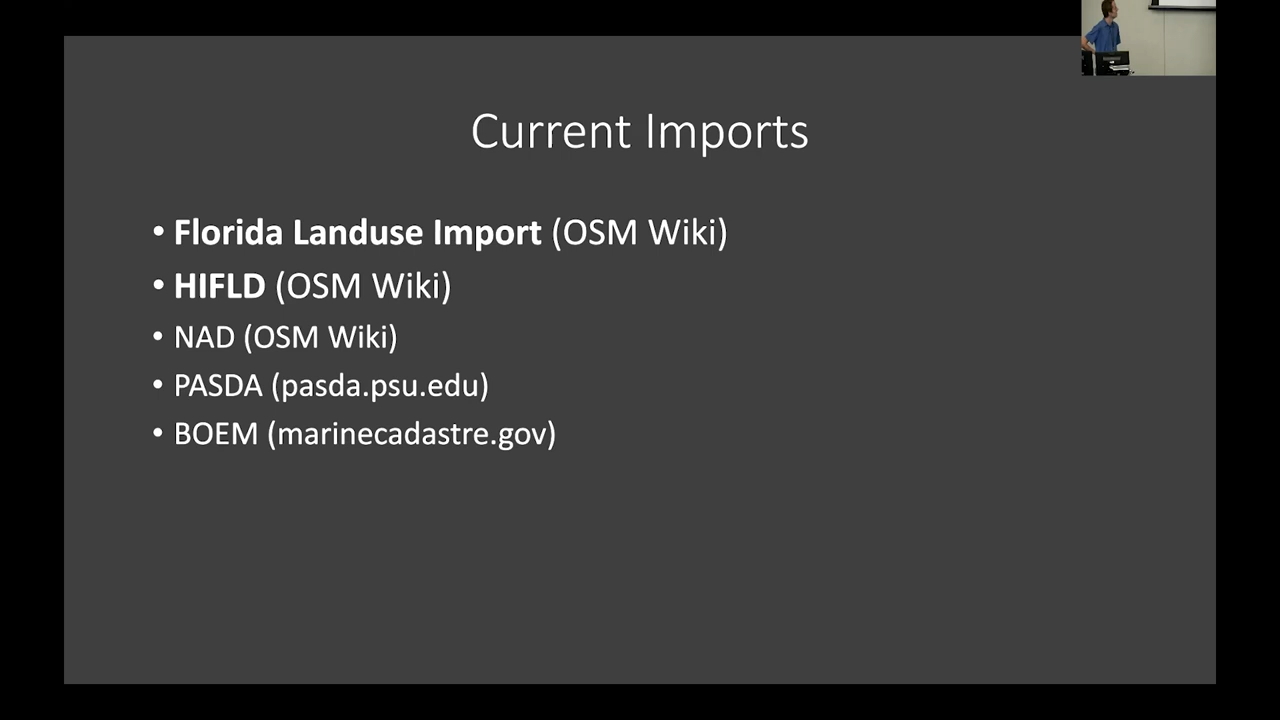 Current Imports
• Florida Landuse Import (OSM Wiki)
• HIFLD (OSM Wiki)
• NAD (OSM Wiki)
• PASDA (pasda.psu.edu)
• BOEM (marinecadastre.gov)